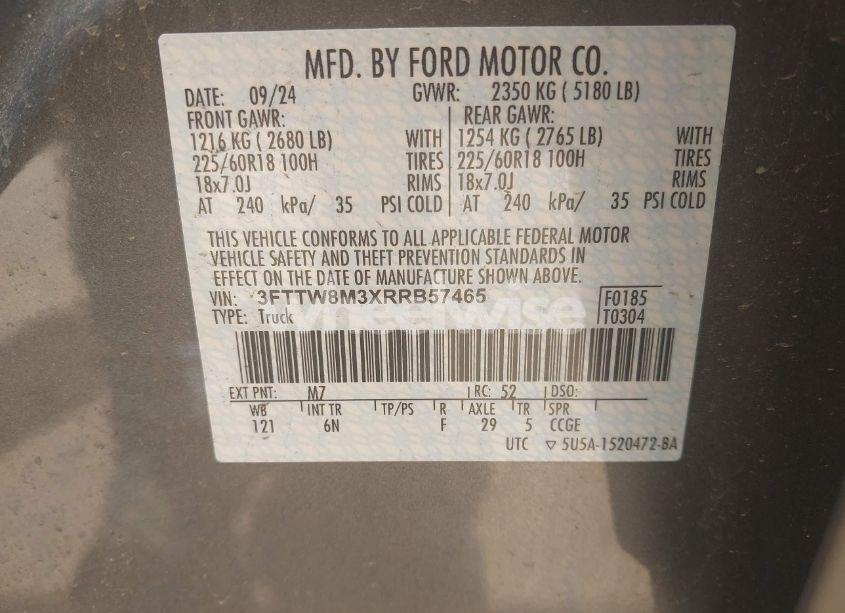 MFD. BY FORD MOTOR CO.
DATE: 09/24 GVWR: 2350 KG ( 5180 LB)
FRONT GAWR: REAR GAWR:
1216 KG ( 2680 LB) WITH 1254 KG ( 2765 LB) WITH
225/60R18 100H TIRES 225/60R18 100H TIRES
18x7.0J RIMS 18x7.0J RIMS
AT 240 kPa/ 35 PSI COLD AT 240 kPa/ 35 PSI COLD
THIS VEHICLE CONFORMS TO ALL APPLICABLE FEDERAL MOTOR
VEHICLE SAFETY AND THEFT PREVENTION STANDARDS IN
EFFECT ON THE DATE OF MANUFACTURE SHOWN ABOVE.
VIN: 3FTTW8M3XRRB57465 F0185
TYPE: Truck T0304
wheelwise
EXT PNT: M7 RC: 52 DSO:
WB INT TR TP/PS R AXLE TR SPR
121 6N F 29 5 CCGE
UTC ▽ 5U5A-1520472-BA